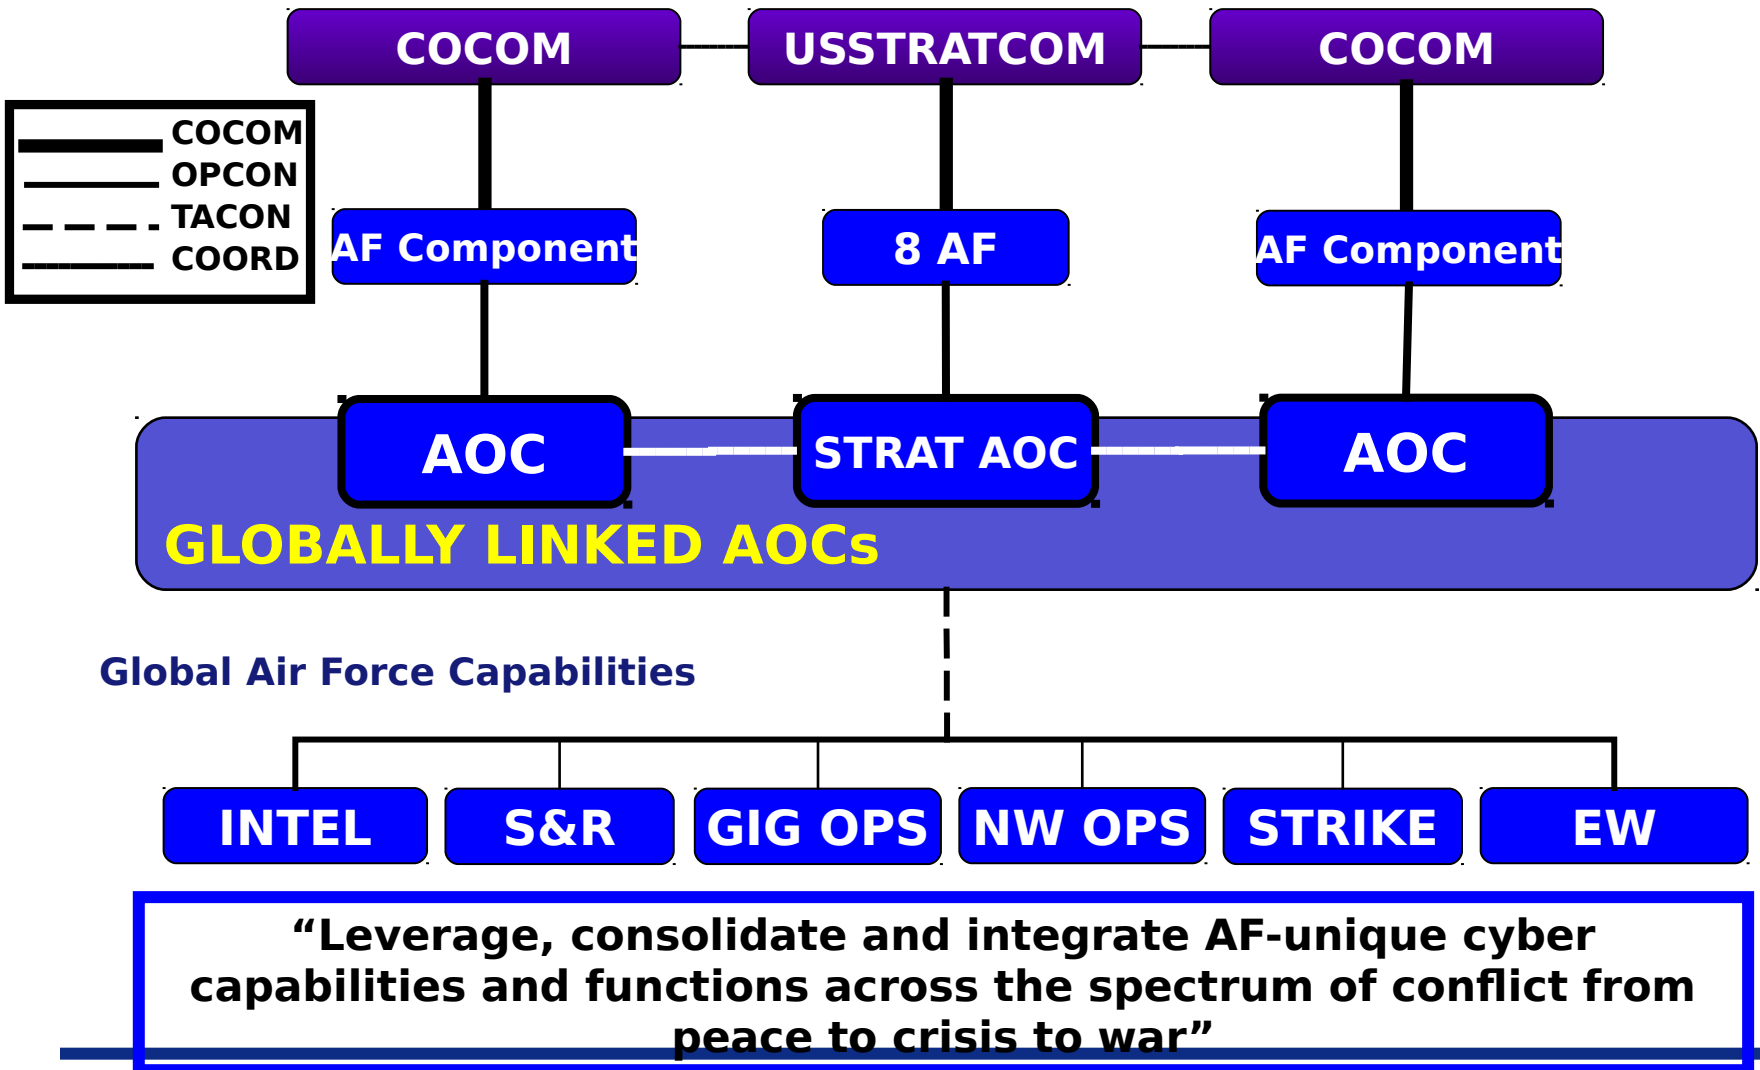 COCOM
USSTRATCOM
COCOM
COCOM
OPCON
TACON
COORD
AF Component
8 AF
AF Component
AOC
STRAT AOC
AOC
GLOBALLY LINKED AOCs
Global Air Force Capabilities
INTEL
S&R
GIG OPS
NW OPS
STRIKE
EW
“Leverage, consolidate and integrate AF-unique cyber
capabilities and functions across the spectrum of conflict from
peace to crisis to war”